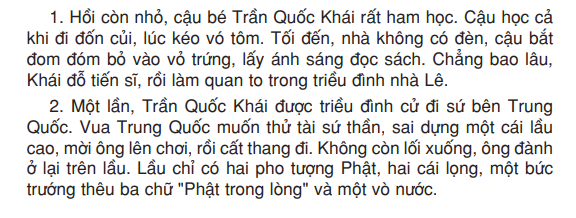 1. Hồi còn nhỏ, cậu bé Trần Quốc Khái rất ham học. Cậu học cả
khi đi đốn củi, lúc kéo vó tôm. Tối đến, nhà không có đèn, cậu bắt
đom đóm bỏ vào vỏ trứng, lấy ánh sáng đọc sách. Chẳng bao lâu,
Khái đỗ tiến sĩ, rồi làm quan to trong triều đình nhà Lê.
2. Một lần, Trần Quốc Khái được triều đình cử đi sứ bên Trung
Quốc. Vua Trung Quốc muốn thử tài sứ thần, sai dựng một cái lầu
cao, mời ông lên chơi, rồi cất thang đi. Không còn lối xuống, ông đành
ở lại trên lầu. Lầu chỉ có hai pho tượng Phật, hai cái lọng, một bức
trướng thêu ba chữ "Phật trong lòng" và một vò nước.